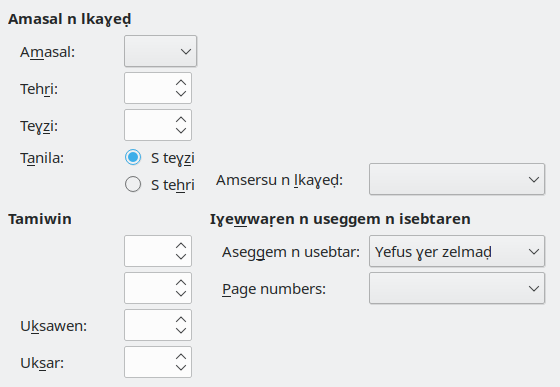 Amasal n lkaɣeḍ
Amasal:
Tehri:
Teɣzi:
Tanila:
S teɣzi
S tehri
Amsersu n lkaɣeḍ:
Tamiwin
Iɣewwaṛen n useggem n isebtaren
Aseggem n usebtar:
Yefus ɣer zelmaḍ
Page numbers:
Uksawen:
Uksar: